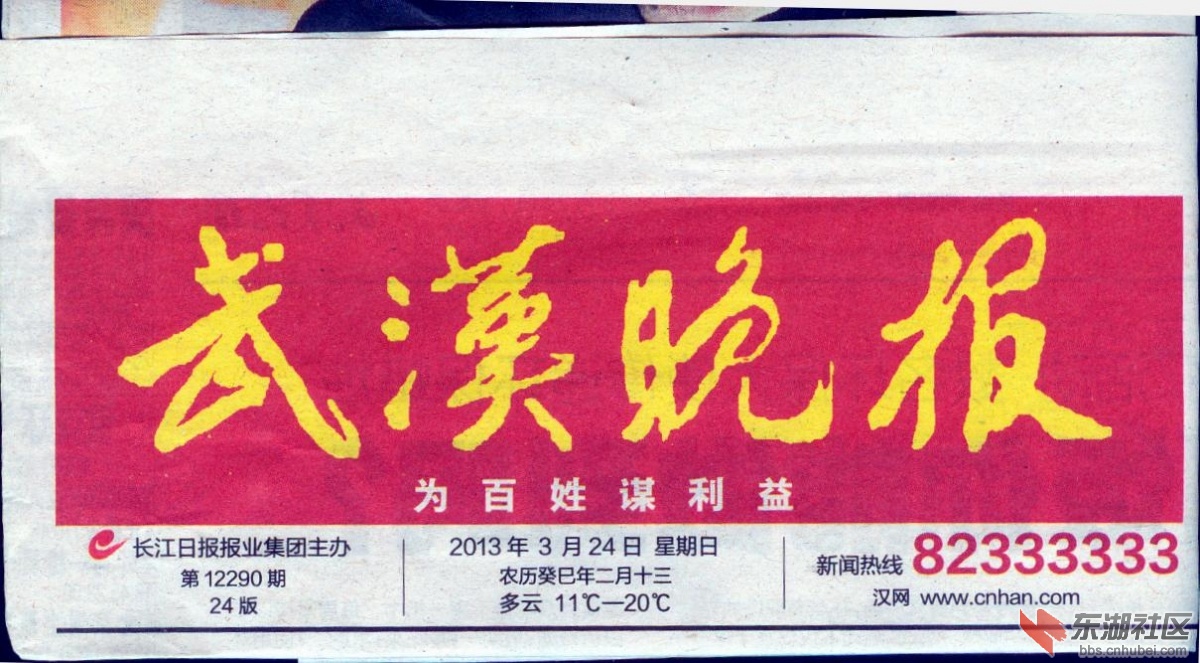 武漢晚报
为百姓谋利益
长江日报报业集团主办
第12290期
24版
2013年3月24日 星期日
农历癸巳年二月十三
多云 11℃—20℃
新闻热线 82333333
汉网 www.cnhan.com
东湖社区
bbs.cnhubei.com